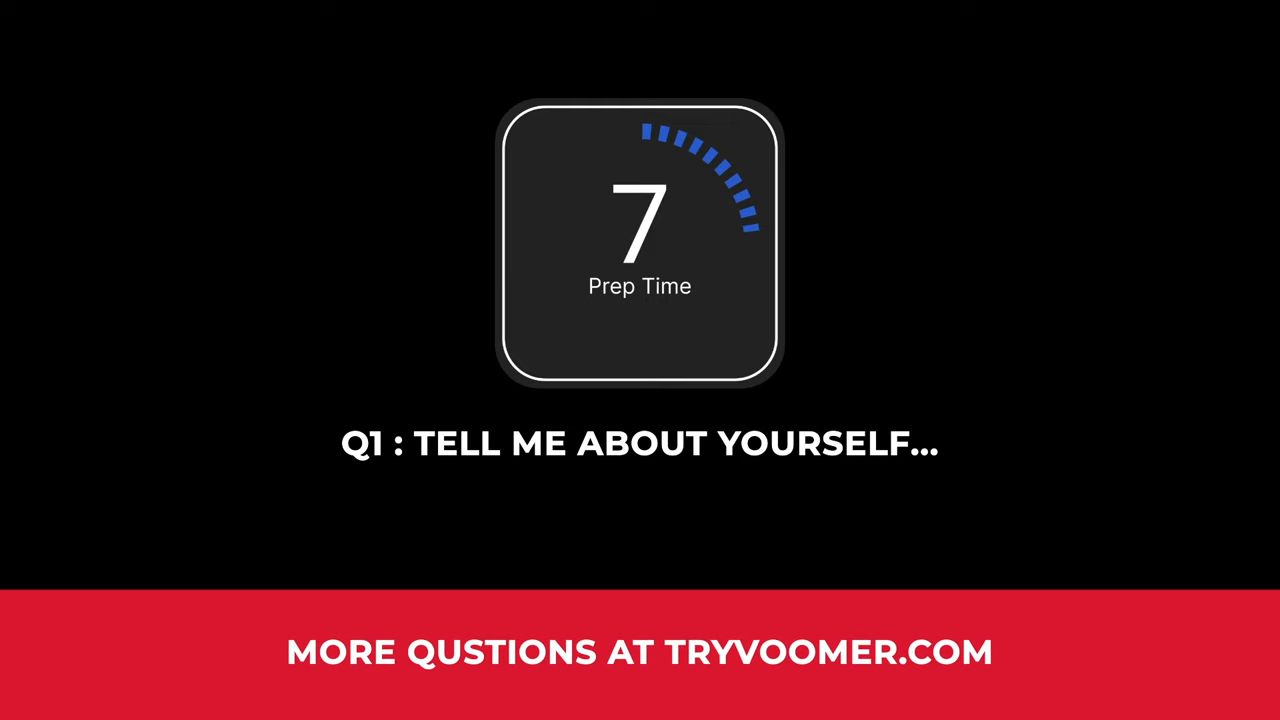 7
Prep Time
Q1 : TELL ME ABOUT YOURSELF...
MORE QUSTIONS AT TRYVOOMER.COM